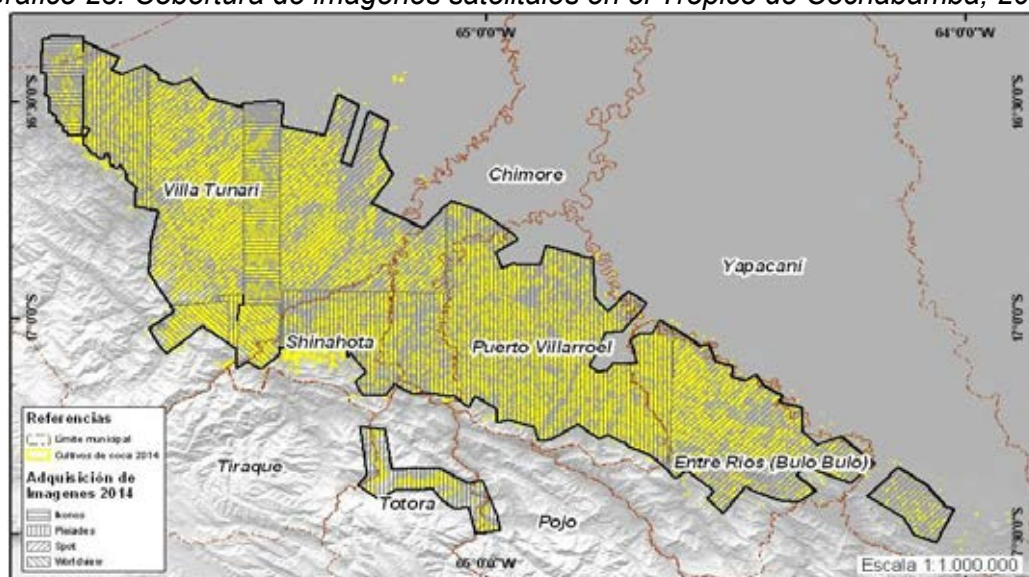 65°0'0"W
64°0'0"W
16°30'0"S
16°30'0"S
Chimore
Villa Tunari
Yapacaní
17°0'0"S
17°0'0"S
Shinahota
Puerto Villarroel
Referencias
Límite municipal
Cultivos de coca 2014
Adquisición de
Imagenes 2014
Ikonos
Pleiades
Spot
Worldview
Tiraque
Totora
Entre Ríos (Bulo Bulo)
Pojo
65°0'0"W
Escala 1:1.000.000